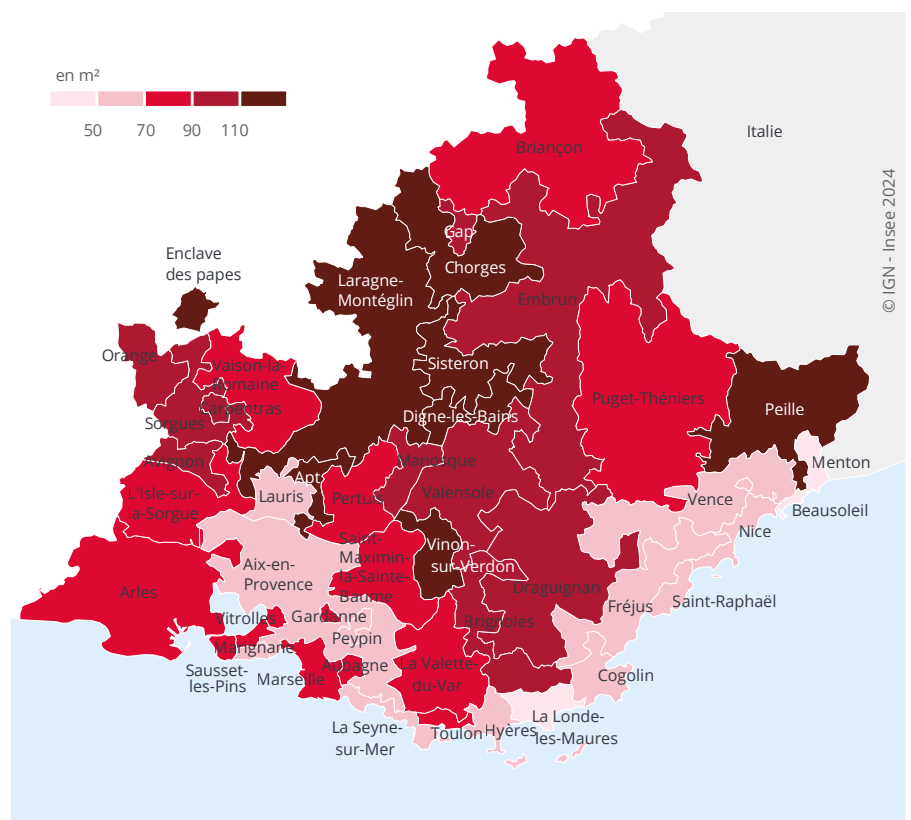 en m²
50 70 90 110
Italie
© IGN - Insee 2024
Briançon
Gap
Chorges
Enclave
des papes
Laragne-
Montéglin
Embrun
Orange
Vaison-la-
Romaine
Sisteron
Puget-Théniers
Carpentras
Sorgues
Digne-les-Bains
Peille
Avignon
Manosque
Menton
Apt
L'Isle-sur-
la-Sorgue
Lauris
Pertuis
Valensole
Vence
Beausoleil
Nice
Saint-
Maximin-
la-Sainte-
Baume
Vinon-
sur-Verdon
Aix-en-
Provence
Arles
Draguignan
Fréjus
Saint-Raphaël
Vitrolles
Gardanne
Brignoles
Peypin
Marignane
Sausset-
les-Pins
Marseille
Aubagne
La Valette-
du-Var
Cogolin
La Seyne-
sur-Mer
Toulon
Hyères
La Londe-
les-Maures